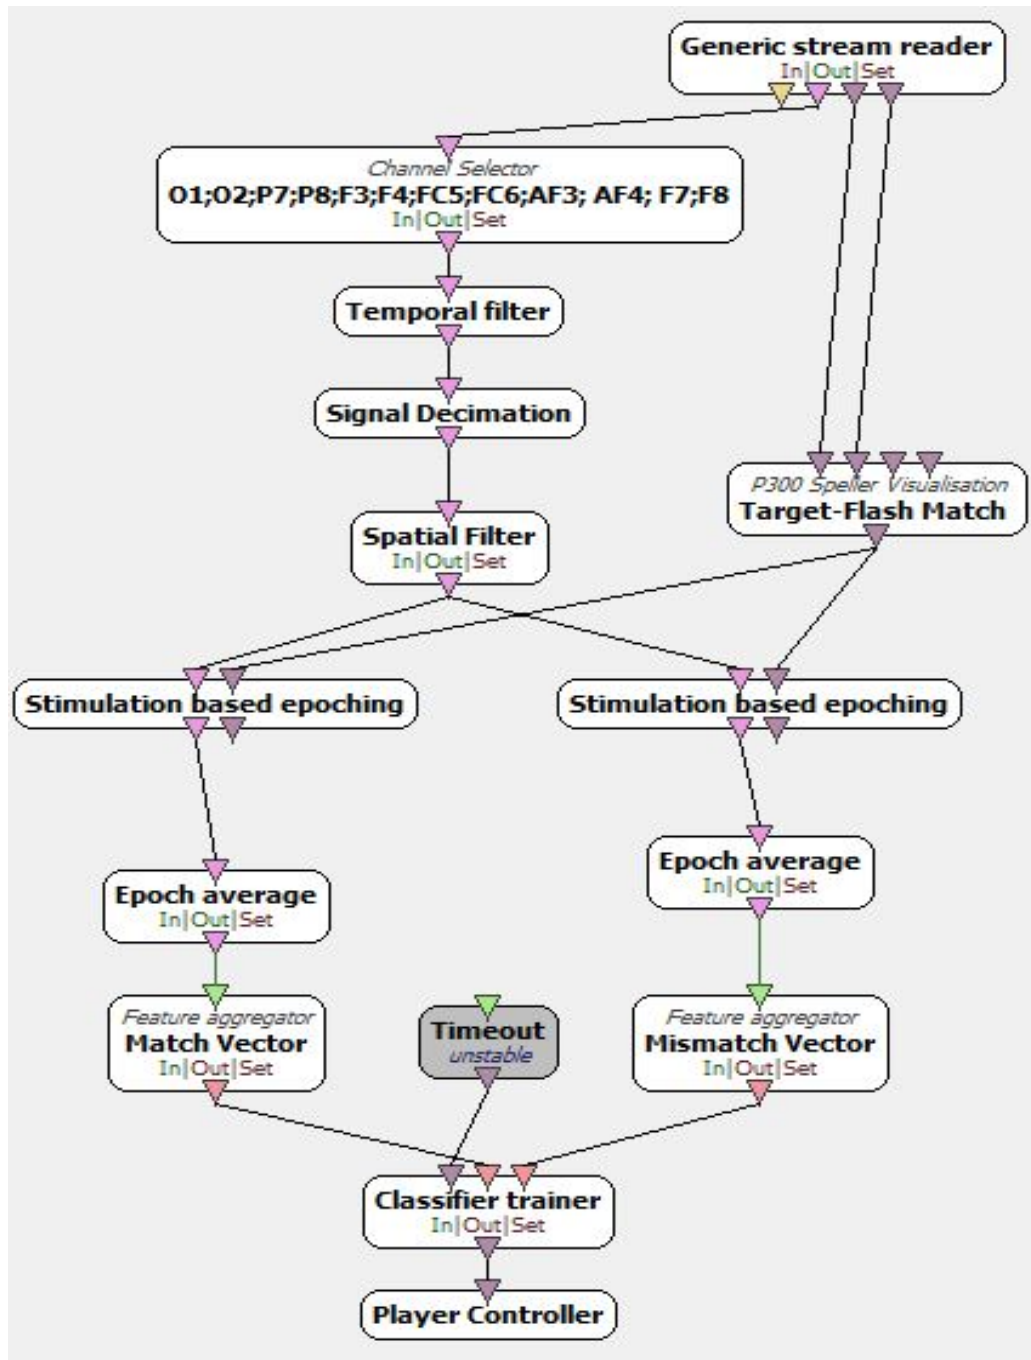 Generic stream reader
In|Out|Set
Channel Selector
O1;O2;P7;P8;F3;F4;FC5;FC6;AF3; AF4; F7;F8
In|Out|Set
Temporal filter
Signal Decimation
P300 Speller Visualisation
Target-Flash Match
Spatial Filter
In|Out|Set
Stimulation based epoching
Stimulation based epoching
Epoch average
In|Out|Set
Epoch average
In|Out|Set
Feature aggregator
Match Vector
In|Out|Set
Timeout
unstable
Feature aggregator
Mismatch Vector
In|Out|Set
Classifier trainer
In|Out|Set
Player Controller